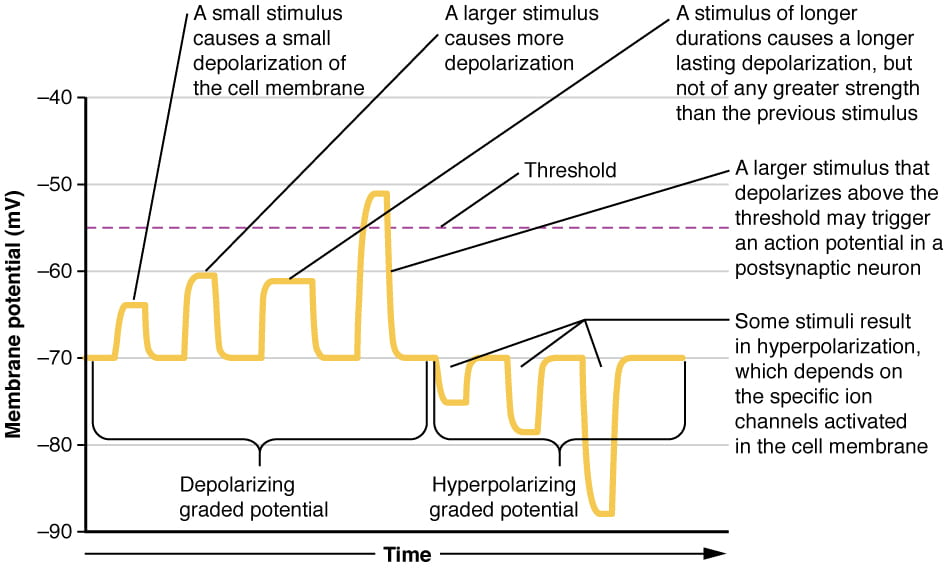 A small stimulus
causes a small
depolarization of
the cell membrane
A larger stimulus
causes more
depolarization
A stimulus of longer
durations causes a longer
lasting depolarization, but
not of any greater strength
than the previous stimulus
Threshold
A larger stimulus that
depolarizes above the
threshold may trigger
an action potential in a
postsynaptic neuron
Some stimuli result
in hyperpolarization,
which depends on
the specific ion
channels activated
in the cell membrane
Membrane potential (mV)
–40
–50
–60
–70
–80
–90
Depolarizing
graded potential
Hyperpolarizing
graded potential
Time